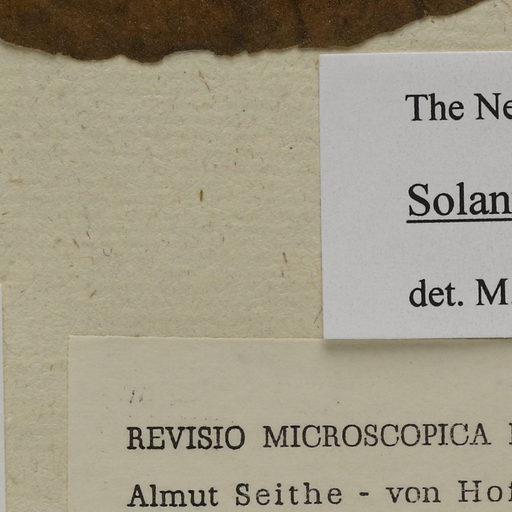 The Ne
Solan
det. M.
REVISIO MICROSCOPICA
Almut Seithe - von Hof